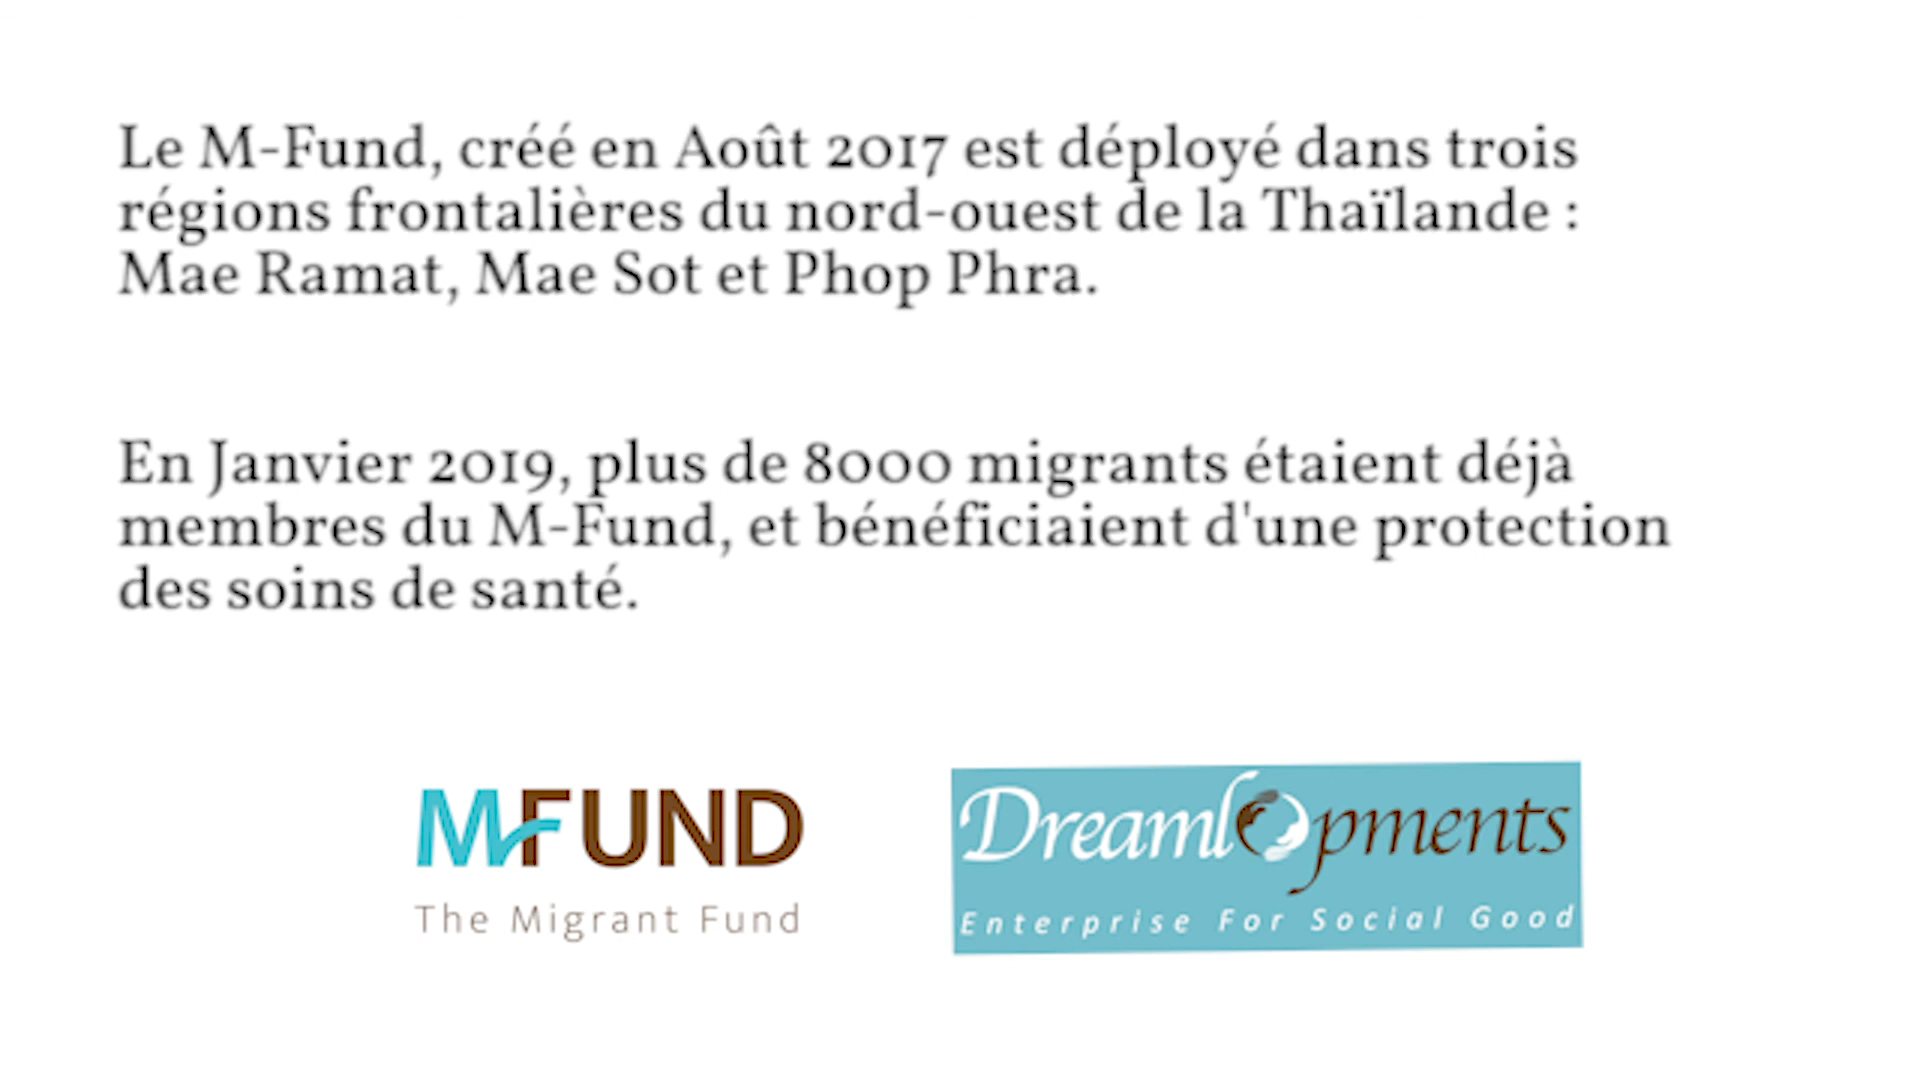 Le M-Fund, créé en Août 2017 est déployé dans trois
régions frontalières du nord-ouest de la Thaïlande :
Mae Ramat, Mae Sot et Phop Phra.
En Janvier 2019, plus de 8000 migrants étaient déjà
membres du M-Fund, et bénéficiaient d'une protection
des soins de santé.
MFUND
The Migrant Fund
Dreamlopments
Enterprise For Social Good